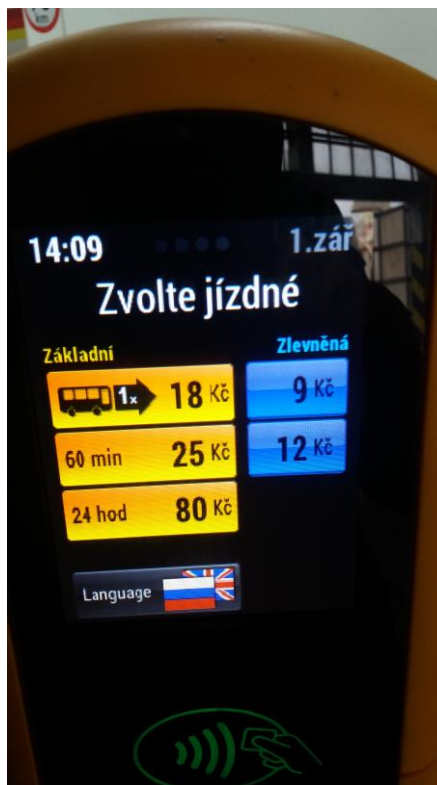 km
14:09 1.zář
Zvolte jízdné
Základní Zlevněná
1x 18 Kč 9 Kč
60 min 25 Kč 12 Kč
24 hod 80 Kč
Language